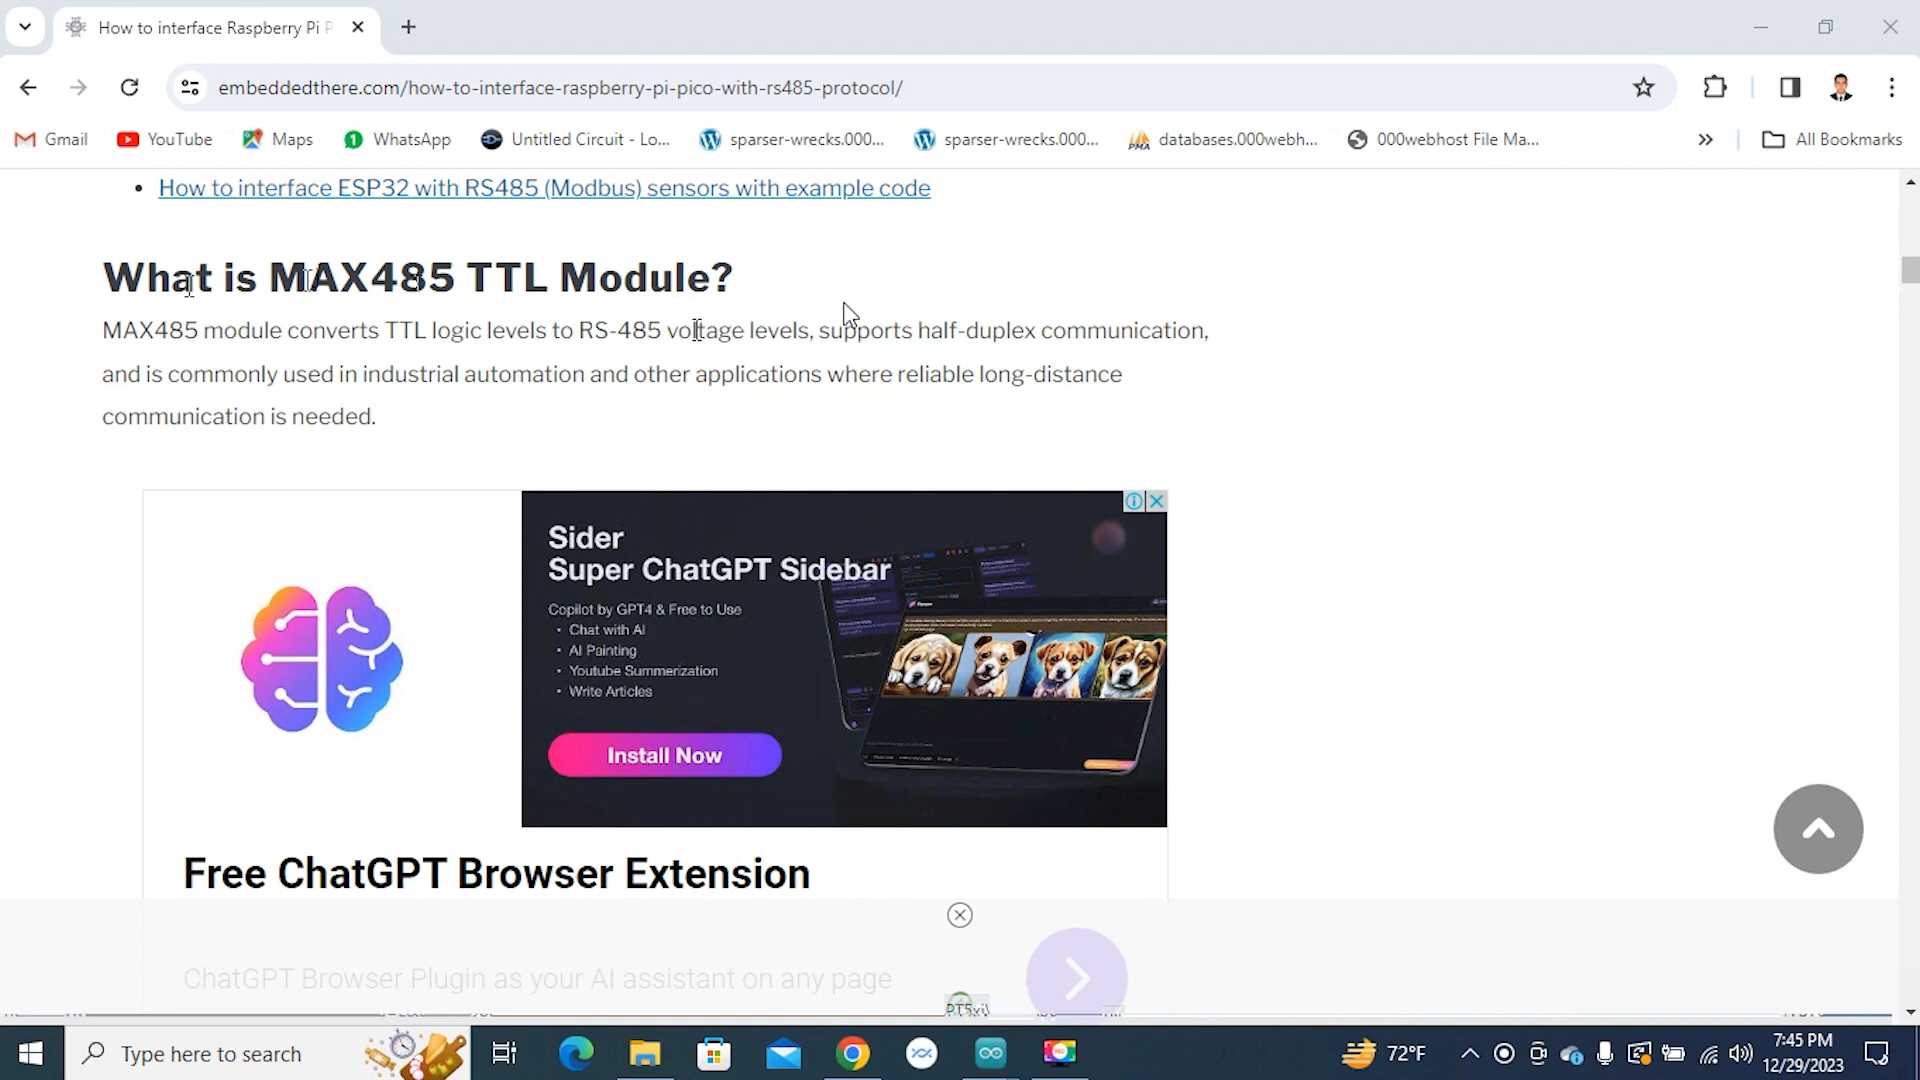 How to interface Raspberry Pi P
embeddedthere.com/how-to-interface-raspberry-pi-pico-with-rs485-protocol/
Gmail
YouTube
Maps
WhatsApp
Untitled Circuit - Lo...
sparser-wrecks.000...
sparser-wrecks.000...
databases.000webh...
000webhost File Ma...
All Bookmarks
• How to interface ESP32 with RS485 (Modbus) sensors with example code
What is MAX485 TTL Module?
MAX485 module converts TTL logic levels to RS-485 voltage levels, supports half-duplex communication,
and is commonly used in industrial automation and other applications where reliable long-distance
communication is needed.
Sider
Super ChatGPT Sidebar
Copilot by GPT4 & Free to Use
· Chat with AI
· AI Painting
· Youtube Summerization
· Write Articles
Install Now
Free ChatGPT Browser Extension
ChatGPT Browser Plugin as your AI assistant on any page
Type here to search
72°F
7:45 PM
12/29/2023